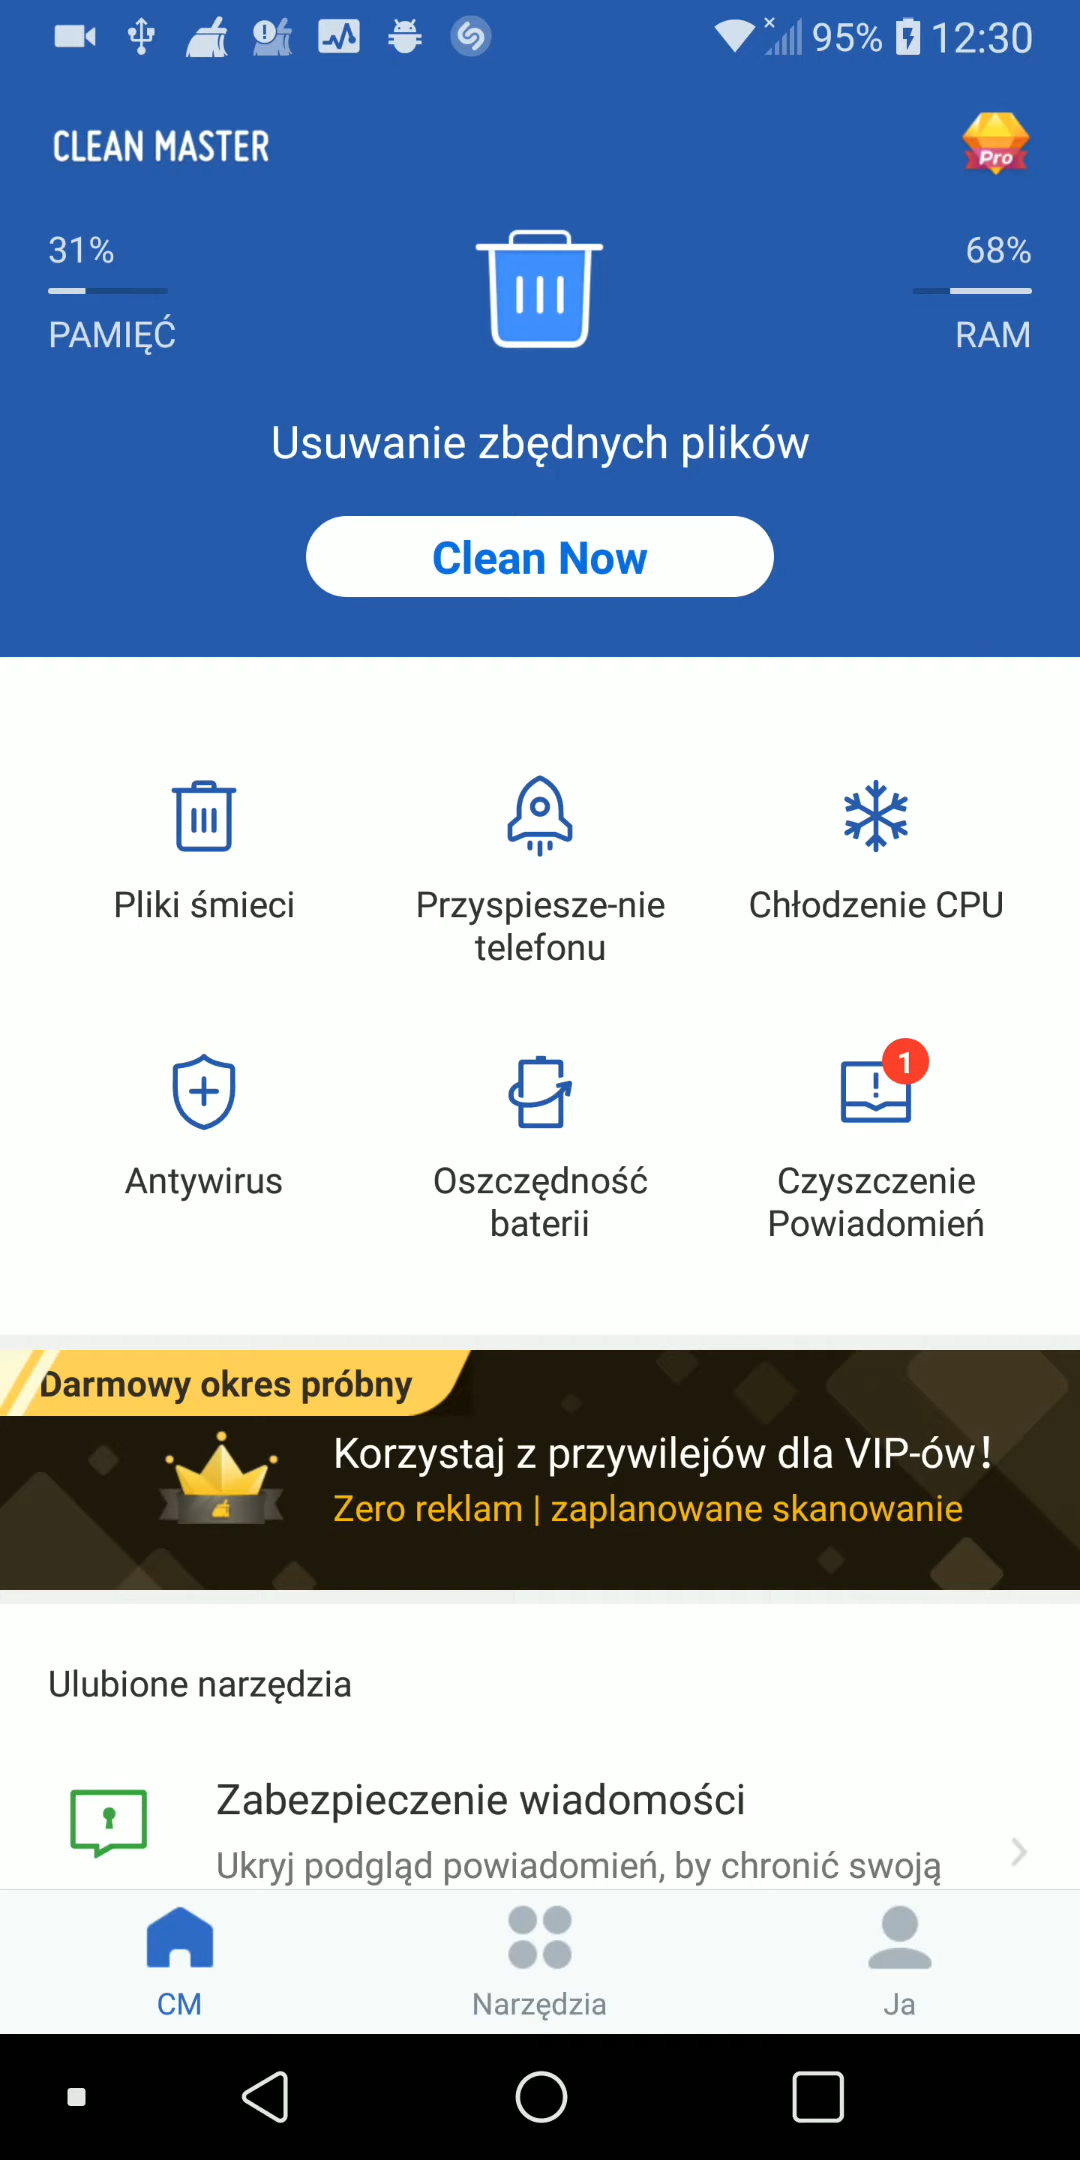 95% 12:30
CLEAN MASTER
Pro
31%
68%
PAMIĘĆ
RAM
Usuwanie zbędnych plików
Clean Now
Pliki śmieci
Przyspiesze-nie
telefonu
Chłodzenie CPU
Antywirus
Oszczędność
baterii
1
Czyszczenie
Powiadomień
Darmowy okres próbny
Korzystaj z przywilejów dla VIP-ów!
Zero reklam | zaplanowane skanowanie
Ulubione narzędzia
Zabezpieczenie wiadomości
Ukryj podgląd powiadomień, by chronić swoją
CM
Narzędzia
Ja